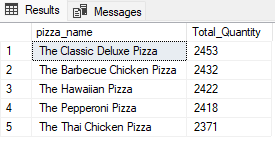 Results Messages
pizza_name Total_Quantity
1 The Classic Deluxe Pizza 2453
2 The Barbecue Chicken Pizza 2432
3 The Hawaiian Pizza 2422
4 The Pepperoni Pizza 2418
5 The Thai Chicken Pizza 2371